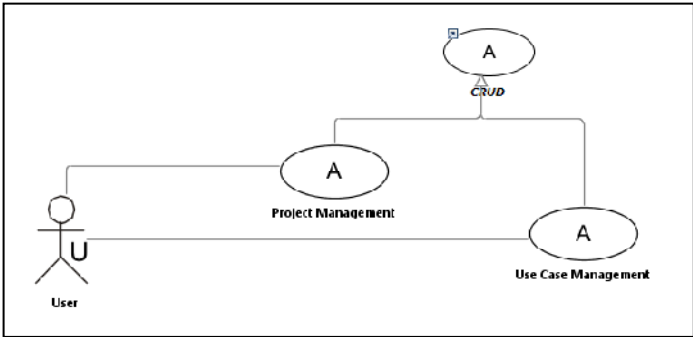 A
CRUD
A
Project Management
A
Use Case Management
U
User